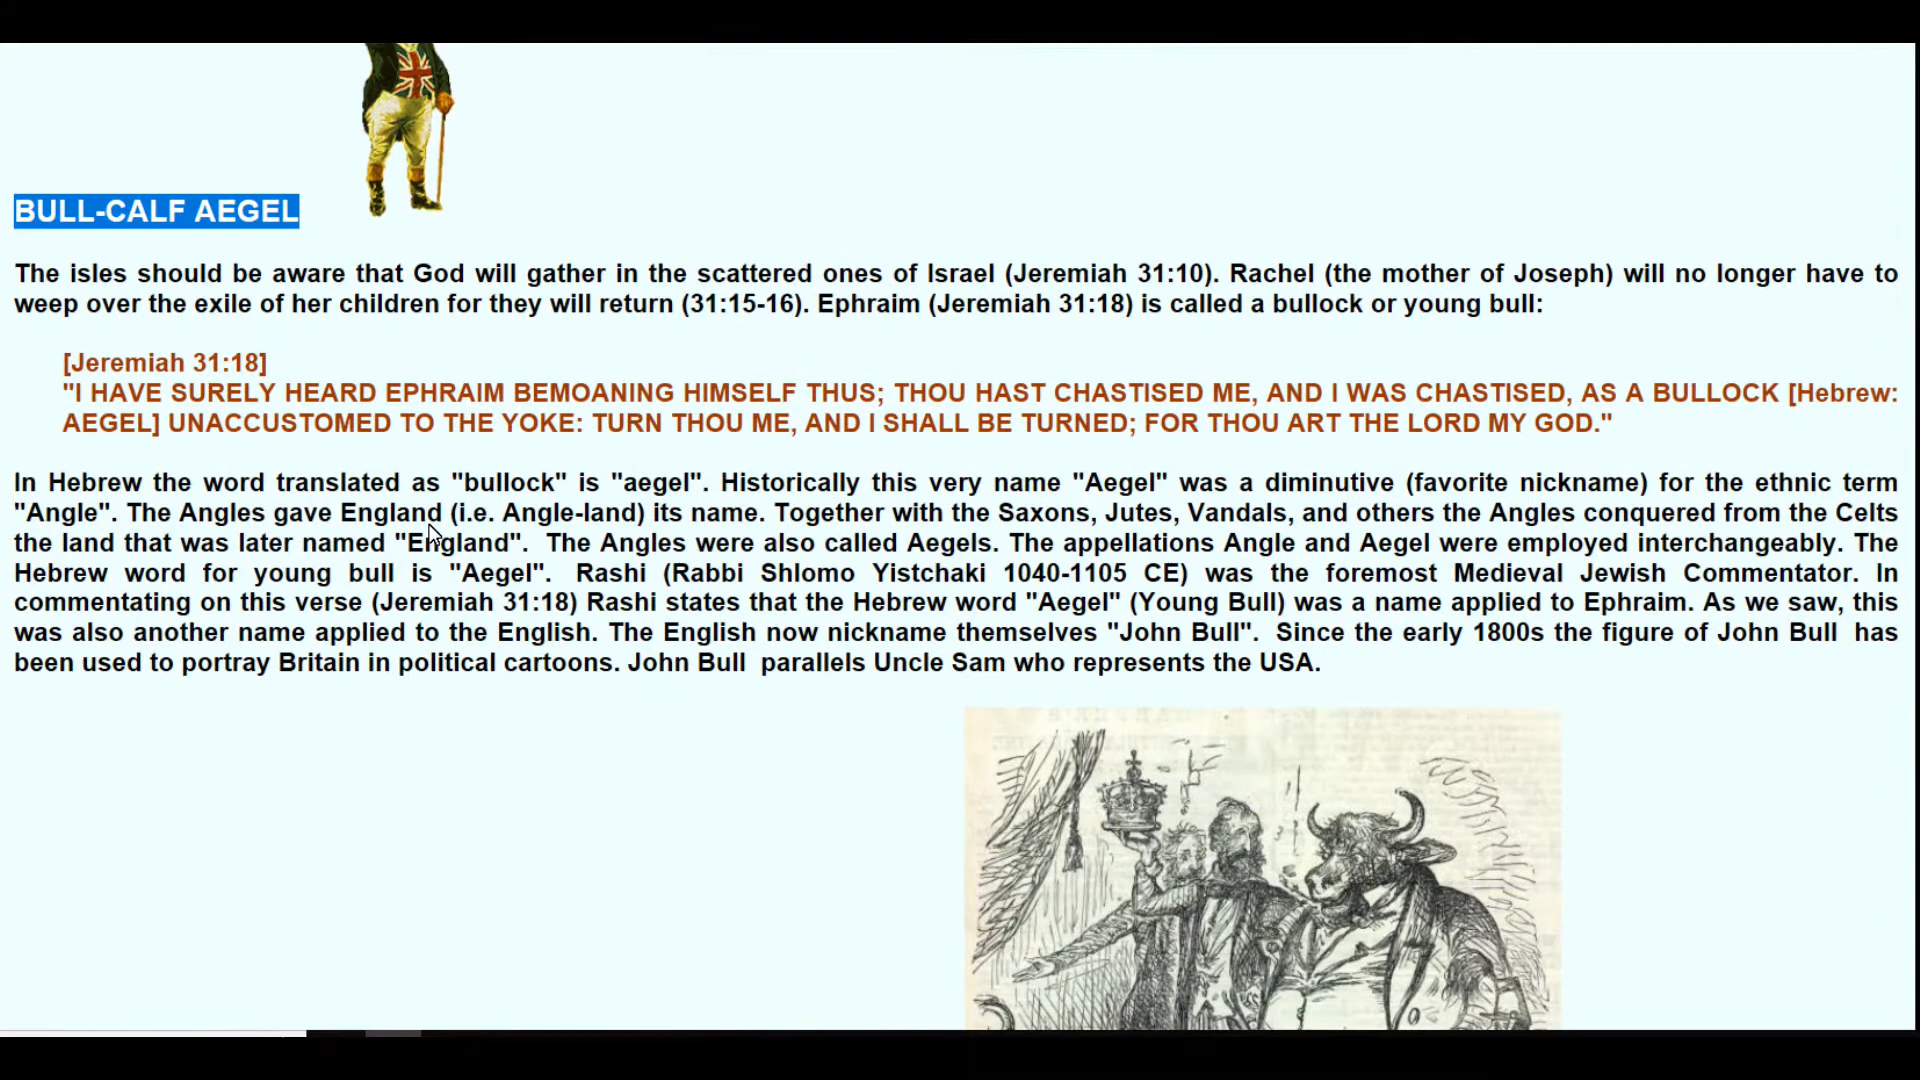 BULL-CALF AEGEL
The isles should be aware that God will gather in the scattered ones of Israel (Jeremiah 31:10). Rachel (the mother of Joseph) will no longer have to
weep over the exile of her children for they will return (31:15-16). Ephraim (Jeremiah 31:18) is called a bullock or young bull:
[Jeremiah 31:18]
"I HAVE SURELY HEARD EPHRAIM BEMOANING HIMSELF THUS; THOU HAST CHASTISED ME, AND I WAS CHASTISED, AS A BULLOCK [Hebrew:
AEGEL] UNACCUSTOMED TO THE YOKE: TURN THOU ME, AND I SHALL BE TURNED; FOR THOU ART THE LORD MY GOD."
In Hebrew the word translated as "bullock" is "aegel". Historically this very name "Aegel" was a diminutive (favorite nickname) for the ethnic term
"Angle". The Angles gave England (i.e. Angle-land) its name. Together with the Saxons, Jutes, Vandals, and others the Angles conquered from the Celts
the land that was later named "England". The Angles were also called Aegels. The appellations Angle and Aegel were employed interchangeably. The
Hebrew word for young bull is "Aegel". Rashi (Rabbi Shlomo Yistchaki 1040-1105 CE) was the foremost Medieval Jewish Commentator. In
commentating on this verse (Jeremiah 31:18) Rashi states that the Hebrew word "Aegel" (Young Bull) was a name applied to Ephraim. As we saw, this
was also another name applied to the English. The English now nickname themselves "John Bull". Since the early 1800s the figure of John Bull has
been used to portray Britain in political cartoons. John Bull parallels Uncle Sam who represents the USA.